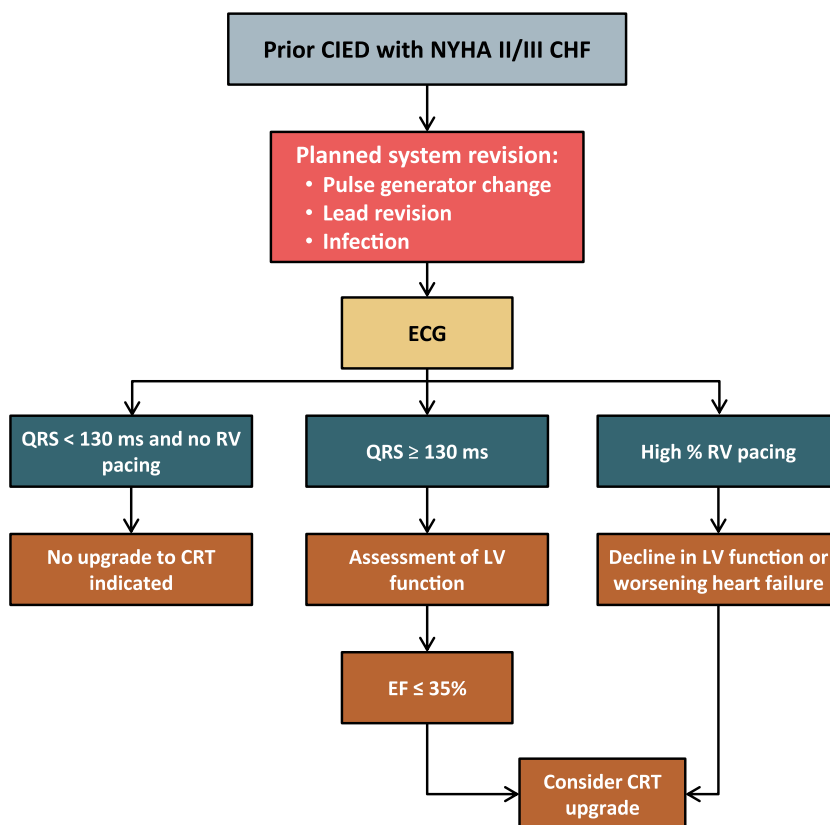 Prior CIED with NYHA II/III CHF
Planned system revision:
• Pulse generator change
• Lead revision
• Infection
ECG
QRS < 130 ms and no RV
pacing
QRS ≥ 130 ms
High % RV pacing
No upgrade to CRT
indicated
Assessment of LV
function
Decline in LV function or
worsening heart failure
EF ≤ 35%
Consider CRT
upgrade